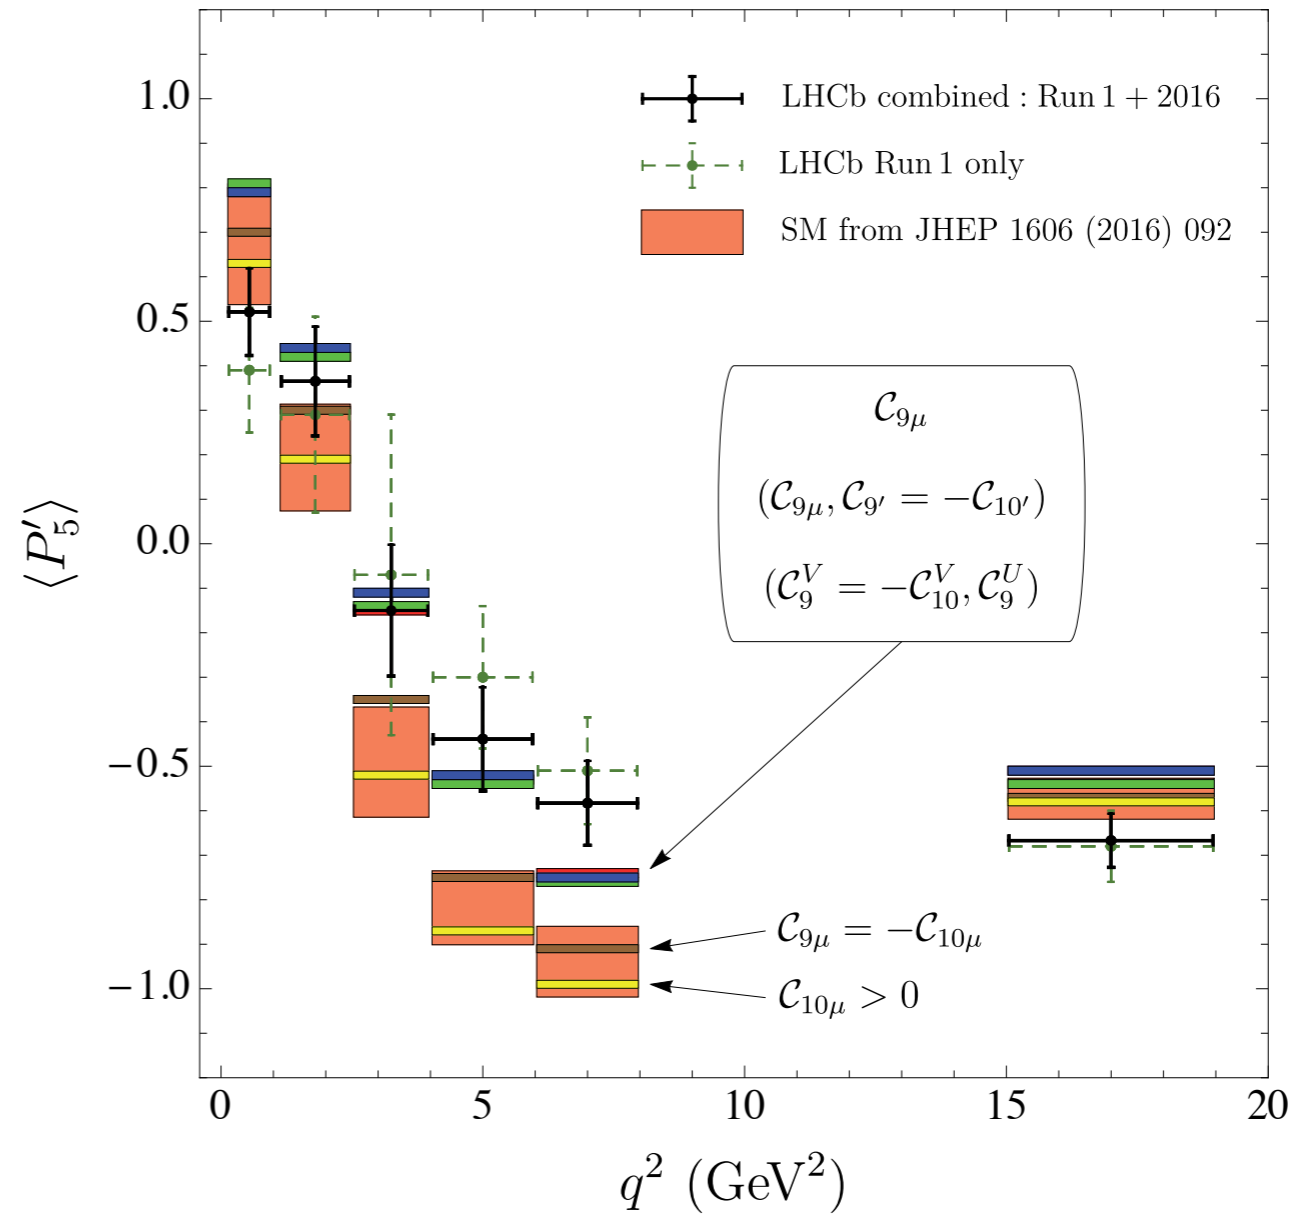 1.0
0.5
0.0
−0.5
−1.0
⟨P′₅⟩
LHCb combined : Run 1 + 2016
LHCb Run 1 only
SM from JHEP 1606 (2016) 092
𝒞₉μ
(𝒞₉μ, 𝒞₉′ = −𝒞₁₀′)
(𝒞₉^V = −𝒞₁₀^V, 𝒞₉^U)
𝒞₉μ = −𝒞₁₀μ
𝒞₁₀μ > 0
0 5 10 15 20
q² (GeV²)